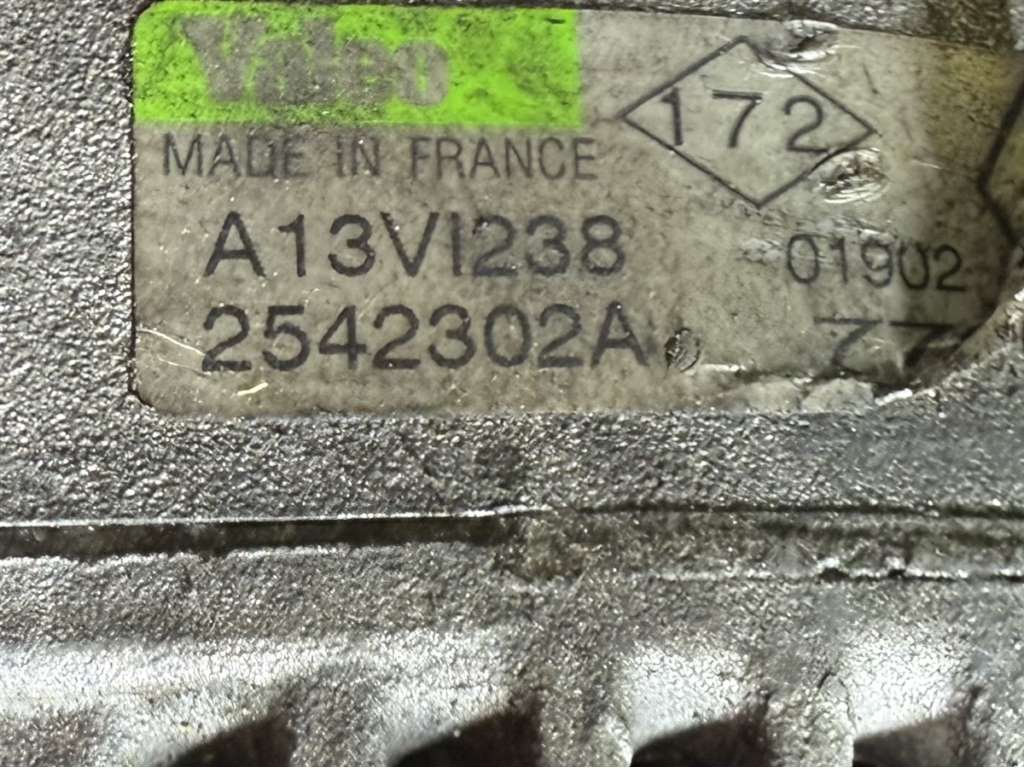 Valeo
172
MADE IN FRANCE
A13VI238
01902
2542302A